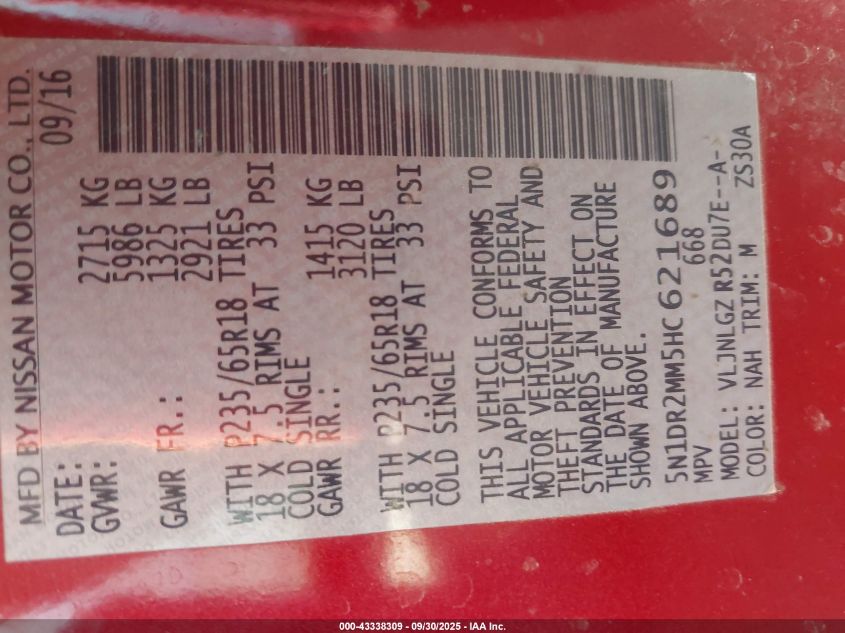 MFD BY NISSAN MOTOR CO., LTD.
DATE: 09/16
GVWR: 2715 KG
5986 LB
GAWR FR.: 1325 KG
2921 LB
WITH P235/65R18 TIRES
18 X 7.5 RIMS AT 33 PSI
COLD SINGLE
GAWR RR.: 1415 KG
3120 LB
WITH P235/65R18 TIRES
18 X 7.5 RIMS AT 33 PSI
COLD SINGLE
THIS VEHICLE CONFORMS TO
ALL APPLICABLE FEDERAL
MOTOR VEHICLE SAFETY AND
THEFT PREVENTION
STANDARDS IN EFFECT ON
THE DATE OF MANUFACTURE
SHOWN ABOVE.
5N1DR2MM5HC621689
MPV 668
MODEL: VLJNLGZ R52DU7E--A-
COLOR: NAH TRIM: M ZS30A
000-43338309 - 09/30/2025 - IAA Inc.